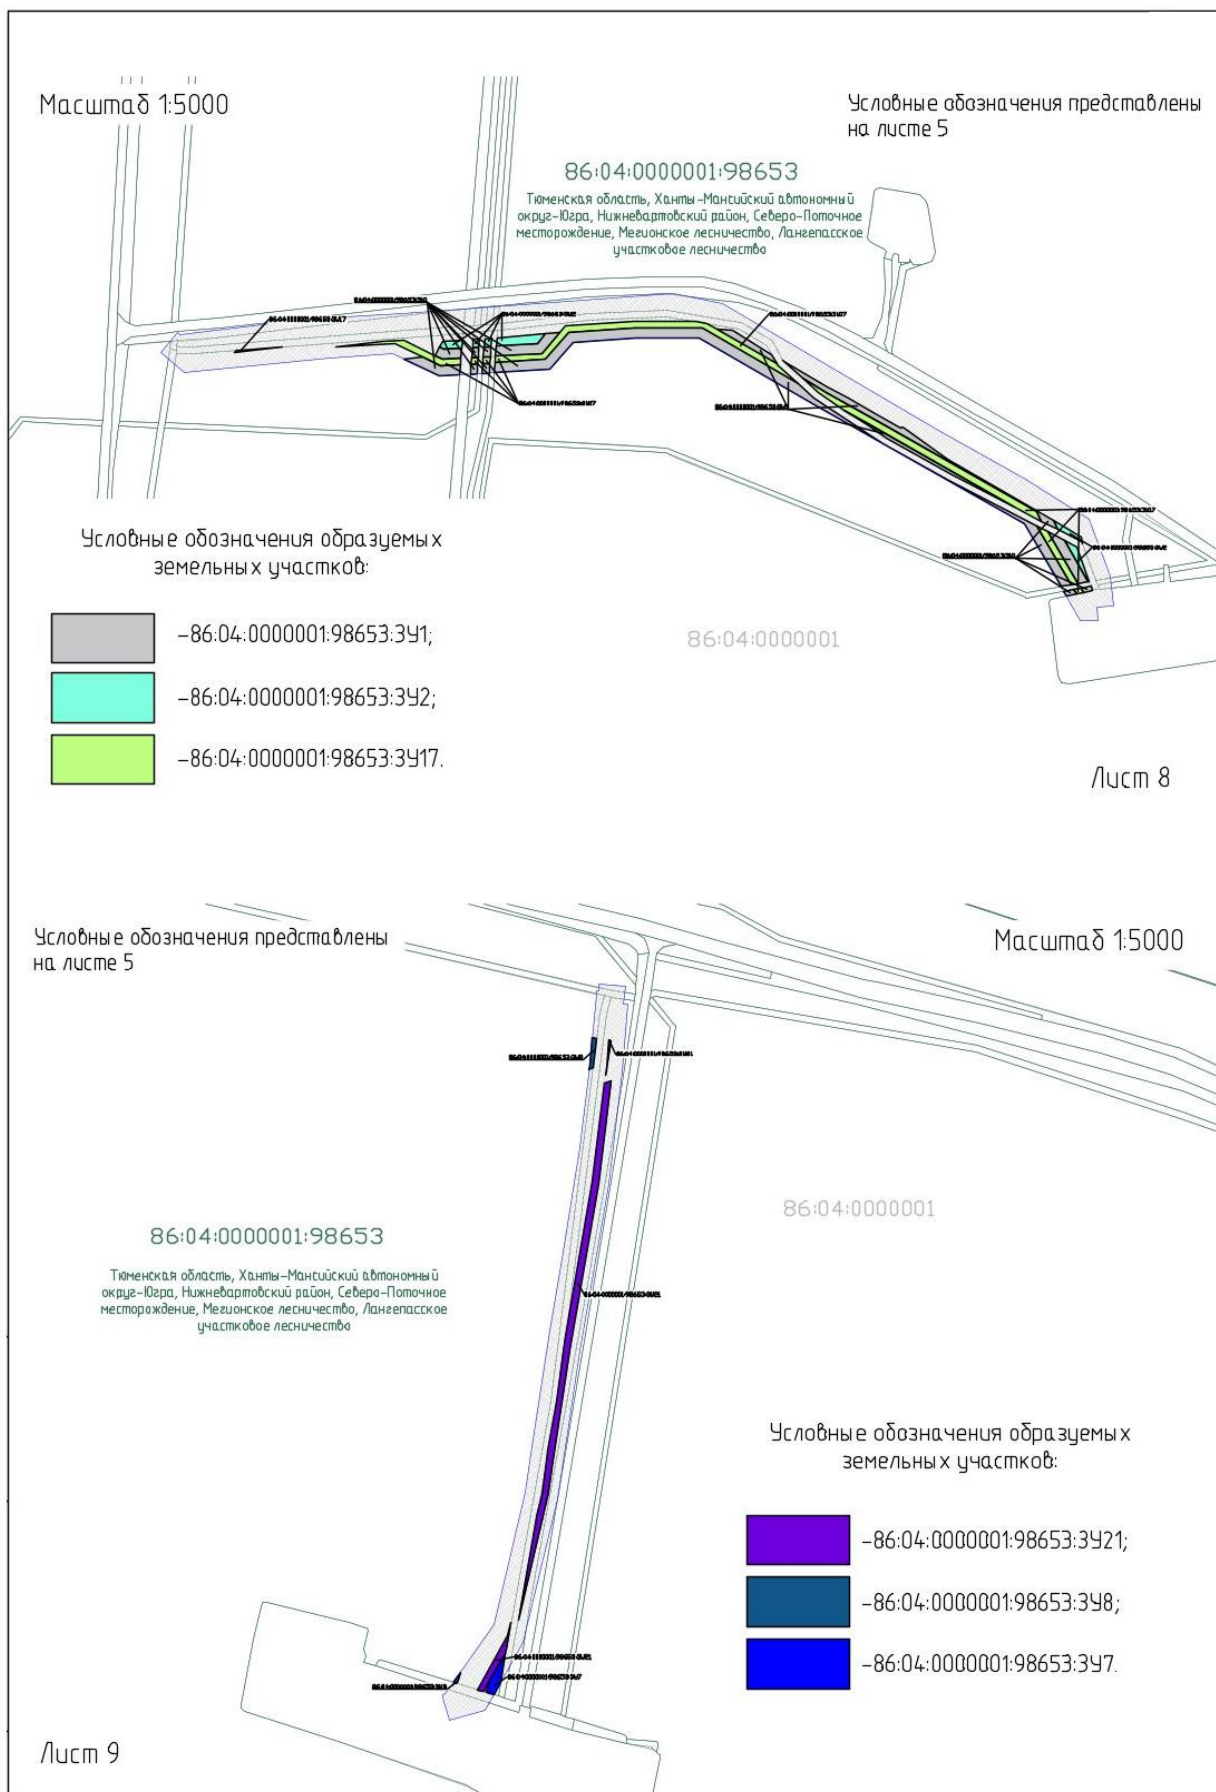 Масштаб 1:5000
Условные обозначения представлены
на листе 5
86:04:0000001:98653
Тюменская область, Ханты-Мансийский автономный
округ-Югра, Нижневартовский район, Северо-Поточное
месторождение, Мегионское лесничество, Лангепасское
участковое лесничество
Условные обозначения образуемых
земельных участков:
-86:04:0000001:98653:ЗУ1;
-86:04:0000001:98653:ЗУ2;
-86:04:0000001:98653:ЗУ17.
86:04:0000001
Лист 8
Условные обозначения представлены
на листе 5
Масштаб 1:5000
86:04:0000001
86:04:0000001:98653
Тюменская область, Ханты-Мансийский автономный
округ-Югра, Нижневартовский район, Северо-Поточное
месторождение, Мегионское лесничество, Лангепасское
участковое лесничество
86:04:0000001:98653:ЗУ21
Условные обозначения образуемых
земельных участков:
-86:04:0000001:98653:ЗУ21;
-86:04:0000001:98653:ЗУ8;
-86:04:0000001:98653:ЗУ7.
Лист 9